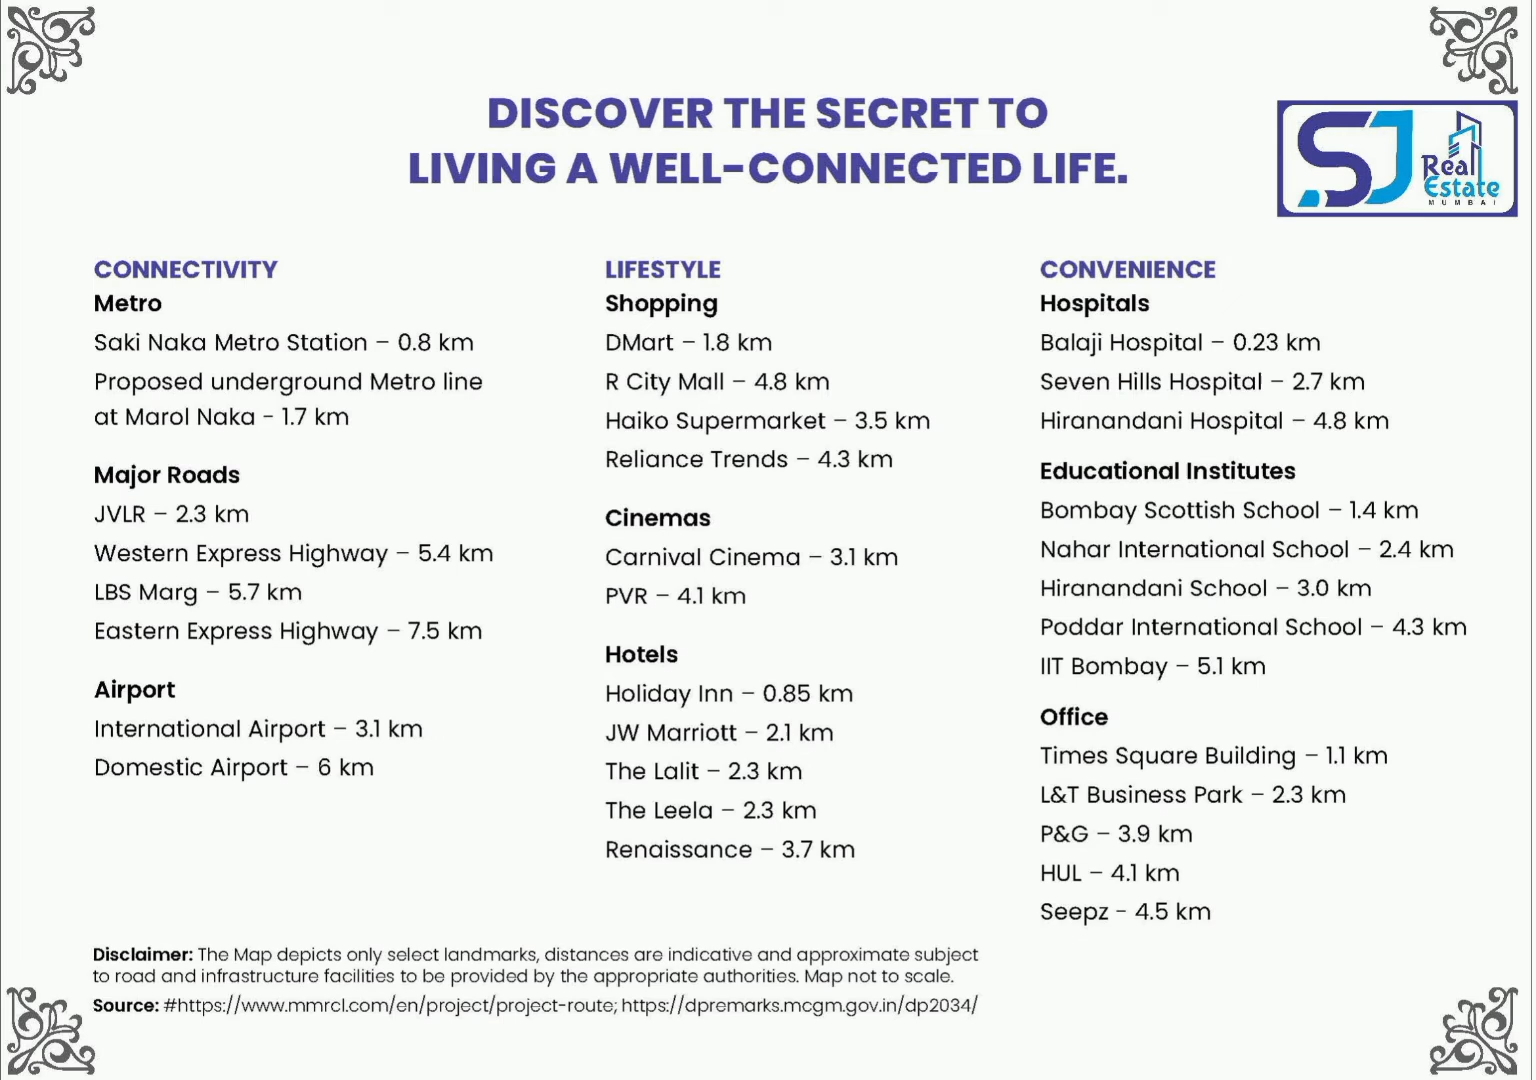 DISCOVER THE SECRET TO
LIVING A WELL-CONNECTED LIFE.
SJ Real
Estate
MUMBAI
CONNECTIVITY
Metro
Saki Naka Metro Station – 0.8 km
Proposed underground Metro line
at Marol Naka - 1.7 km
Major Roads
JVLR – 2.3 km
Western Express Highway – 5.4 km
LBS Marg – 5.7 km
Eastern Express Highway – 7.5 km
Airport
International Airport – 3.1 km
Domestic Airport – 6 km
LIFESTYLE
Shopping
DMart – 1.8 km
R City Mall – 4.8 km
Haiko Supermarket – 3.5 km
Reliance Trends – 4.3 km
Cinemas
Carnival Cinema – 3.1 km
PVR – 4.1 km
Hotels
Holiday Inn – 0.85 km
JW Marriott – 2.1 km
The Lalit – 2.3 km
The Leela – 2.3 km
Renaissance – 3.7 km
CONVENIENCE
Hospitals
Balaji Hospital – 0.23 km
Seven Hills Hospital – 2.7 km
Hiranandani Hospital – 4.8 km
Educational Institutes
Bombay Scottish School – 1.4 km
Nahar International School – 2.4 km
Hiranandani School – 3.0 km
Poddar International School – 4.3 km
IIT Bombay – 5.1 km
Office
Times Square Building – 1.1 km
L&T Business Park – 2.3 km
P&G – 3.9 km
HUL – 4.1 km
Seepz - 4.5 km
Disclaimer: The Map depicts only select landmarks, distances are indicative and approximate subject
to road and infrastructure facilities to be provided by the appropriate authorities. Map not to scale.
Source: #https://www.mmrcl.com/en/project/project-route; https://dpremarks.mcgm.gov.in/dp2034/